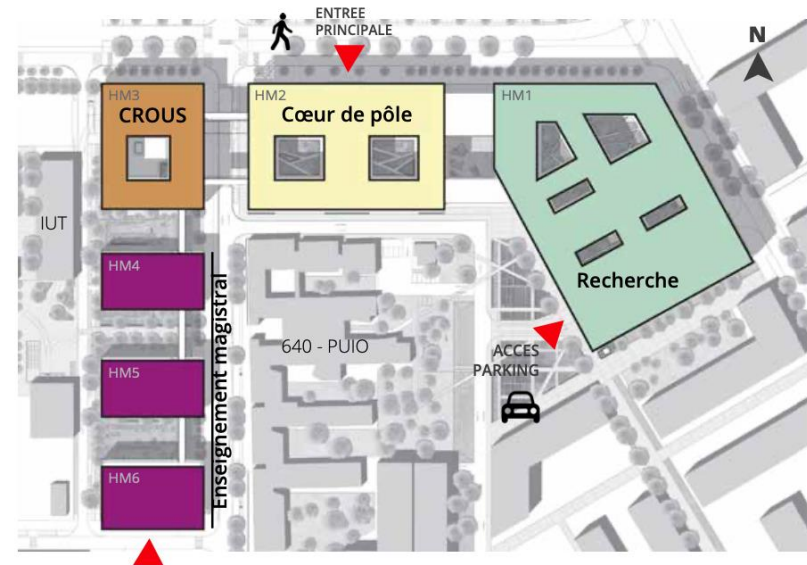 ENTREE
PRINCIPALE
N
HM3
CROUS
HM2
Cœur de pôle
HM1
IUT
HM4
Recherche
Enseignement magistral
640 - PUIO
ACCES
PARKING
HM5
HM6